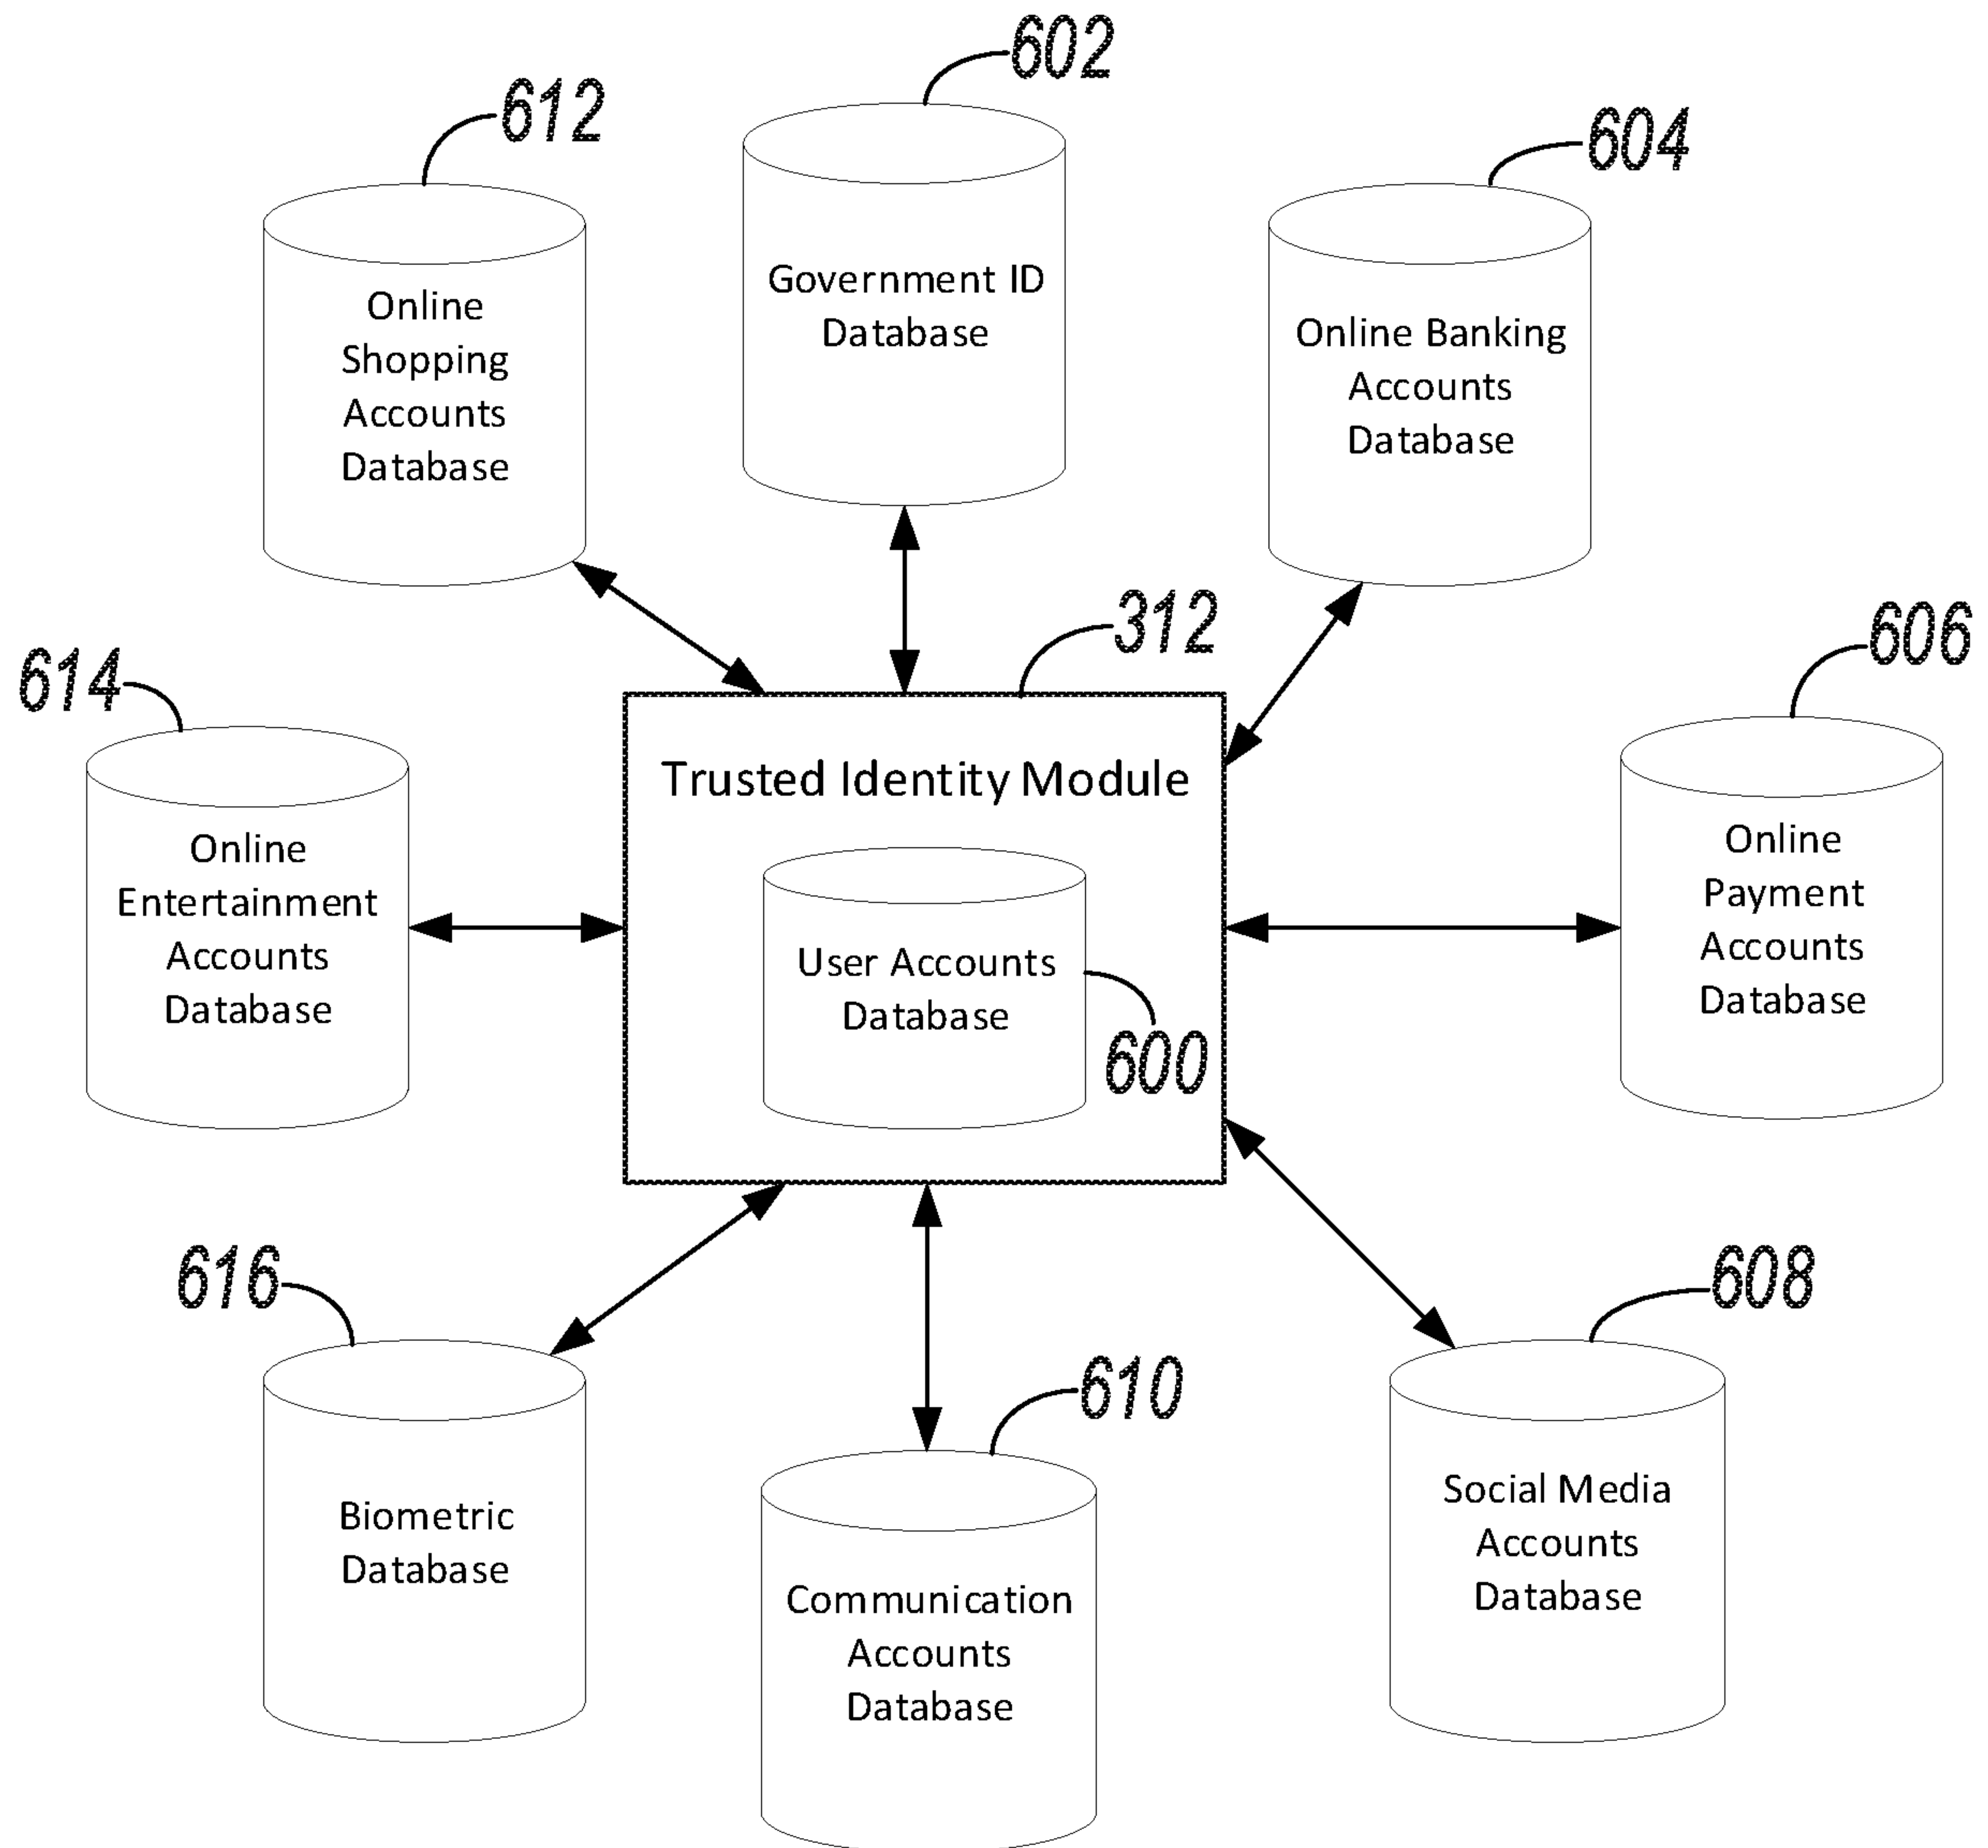 602
612
604
Government ID
Database
Online
Shopping
Accounts
Database
Online Banking
Accounts
Database
312
606
614
Trusted Identity Module
Online
Entertainment
Accounts
Database
Online
Payment
Accounts
Database
User Accounts
Database
600
616
608
610
Biometric
Database
Social Media
Accounts
Database
Communication
Accounts
Database